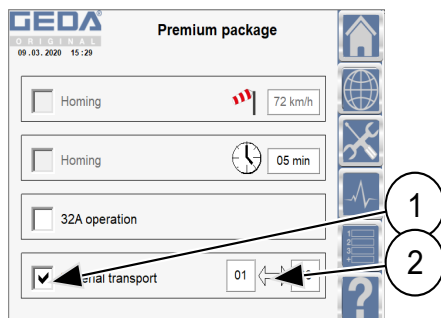 GEDA
ORIGINAL
Premium package
09.03.2020 15:29
Homing
72 km/h
Homing
05 min
32A operation
1
transport
01
2
?